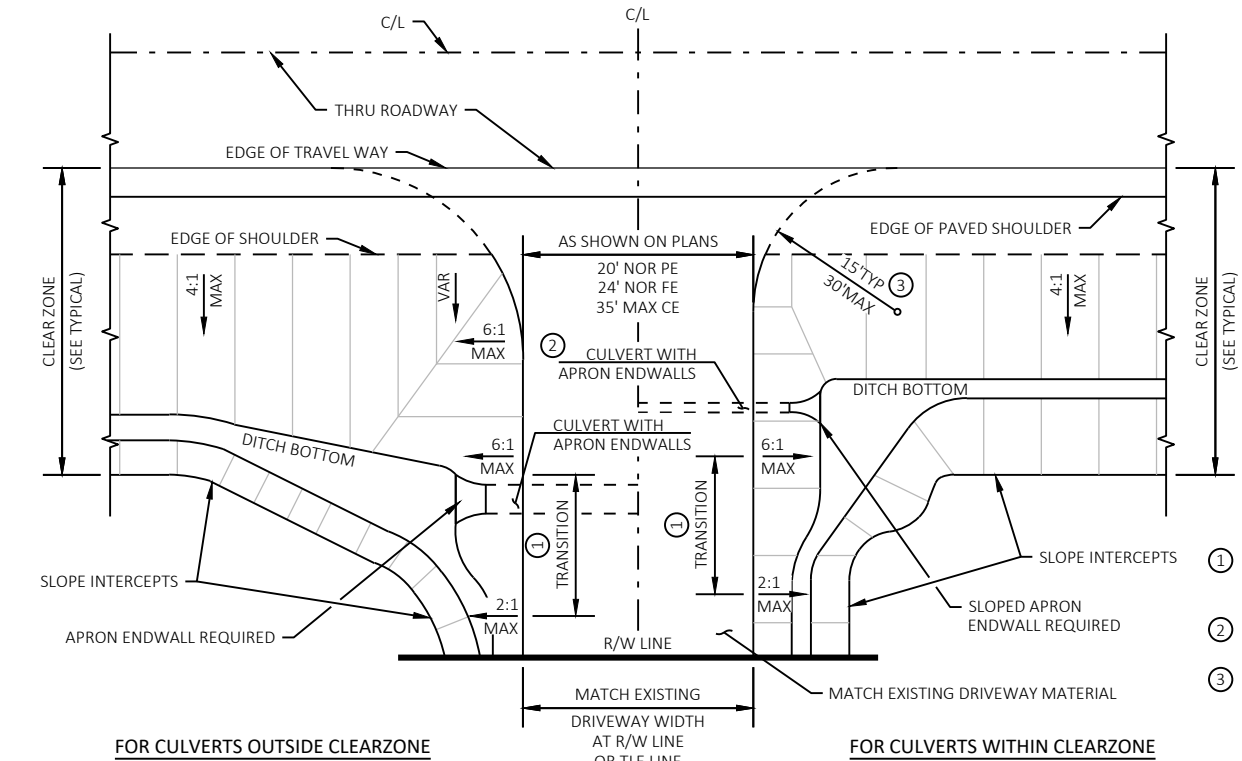 C/L
C/L
THRU ROADWAY
EDGE OF TRAVEL WAY
EDGE OF SHOULDER
AS SHOWN ON PLANS
20' NOR PE
24' NOR FE
35' MAX CE
EDGE OF PAVED SHOULDER
15'TYP
30'MAX
3
CLEAR ZONE
(SEE TYPICAL)
4:1
MAX
VAR
6:1
MAX
2
CULVERT WITH
APRON ENDWALLS
4:1
MAX
CLEAR ZONE
(SEE TYPICAL)
DITCH BOTTOM
DITCH BOTTOM
CULVERT WITH
APRON ENDWALLS
6:1
MAX
6:1
MAX
1
TRANSITION
1
TRANSITION
SLOPE INTERCEPTS
SLOPE INTERCEPTS
1
2:1
MAX
2:1
MAX
SLOPED APRON
ENDWALL REQUIRED
2
APRON ENDWALL REQUIRED
R/W LINE
3
MATCH EXISTING
DRIVEWAY WIDTH
AT R/W LINE
OR TLE LINE
MATCH EXISTING DRIVEWAY MATERIAL
FOR CULVERTS OUTSIDE CLEARZONE
FOR CULVERTS WITHIN CLEARZONE